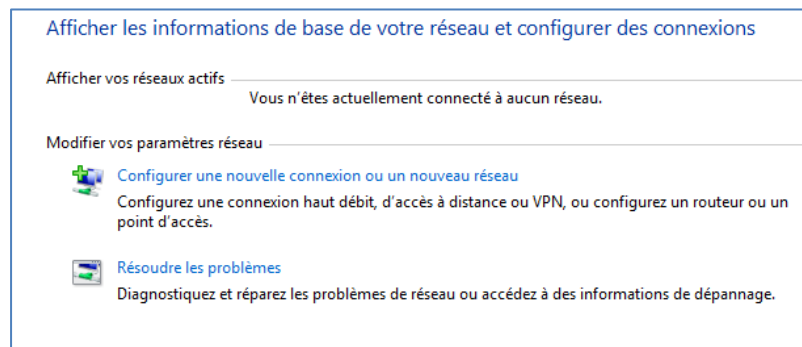 Afficher les informations de base de votre réseau et configurer des connexions
Afficher vos réseaux actifs
Vous n'êtes actuellement connecté à aucun réseau.
Modifier vos paramètres réseau
Configurer une nouvelle connexion ou un nouveau réseau
Configurez une connexion haut débit, d'accès à distance ou VPN, ou configurez un routeur ou un
point d'accès.
Résoudre les problèmes
Diagnostiquez et réparez les problèmes de réseau ou accédez à des informations de dépannage.